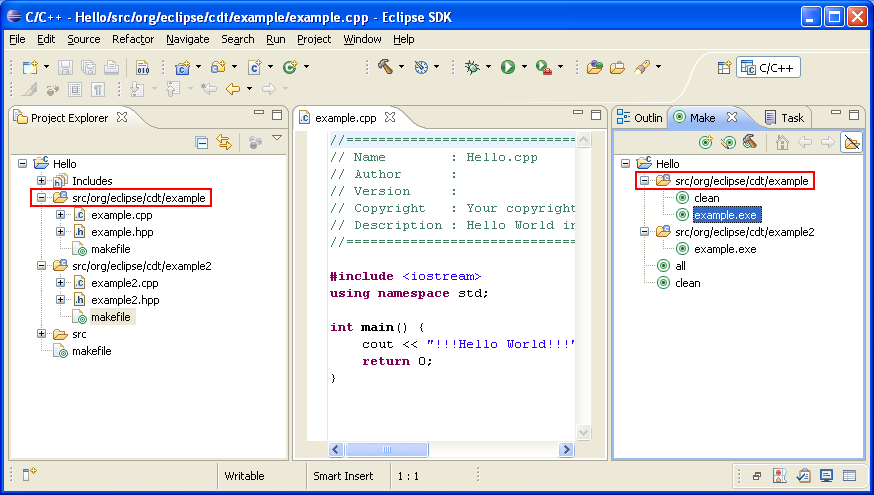 C/C++ - Hello/src/org/eclipse/cdt/example/example.cpp - Eclipse SDK
File Edit Source Refactor Navigate Search Run Project Window Help
010
C/C++
Project Explorer
Hello
Includes
src/org/eclipse/cdt/example
example.cpp
example.hpp
makefile
src/org/eclipse/cdt/example2
example2.cpp
example2.hpp
makefile
src
makefile
example.cpp
//==============================
// Name : Hello.cpp
// Author :
// Version :
// Copyright : Your copyright
// Description : Hello World in
//==============================
#include <iostream>
using namespace std;
int main() {
cout << "!!!Hello World!!!"
return 0;
}
Outlin Make Task
Hello
src/org/eclipse/cdt/example
clean
example.exe
src/org/eclipse/cdt/example2
example.exe
all
clean
Writable Smart Insert 1 : 1